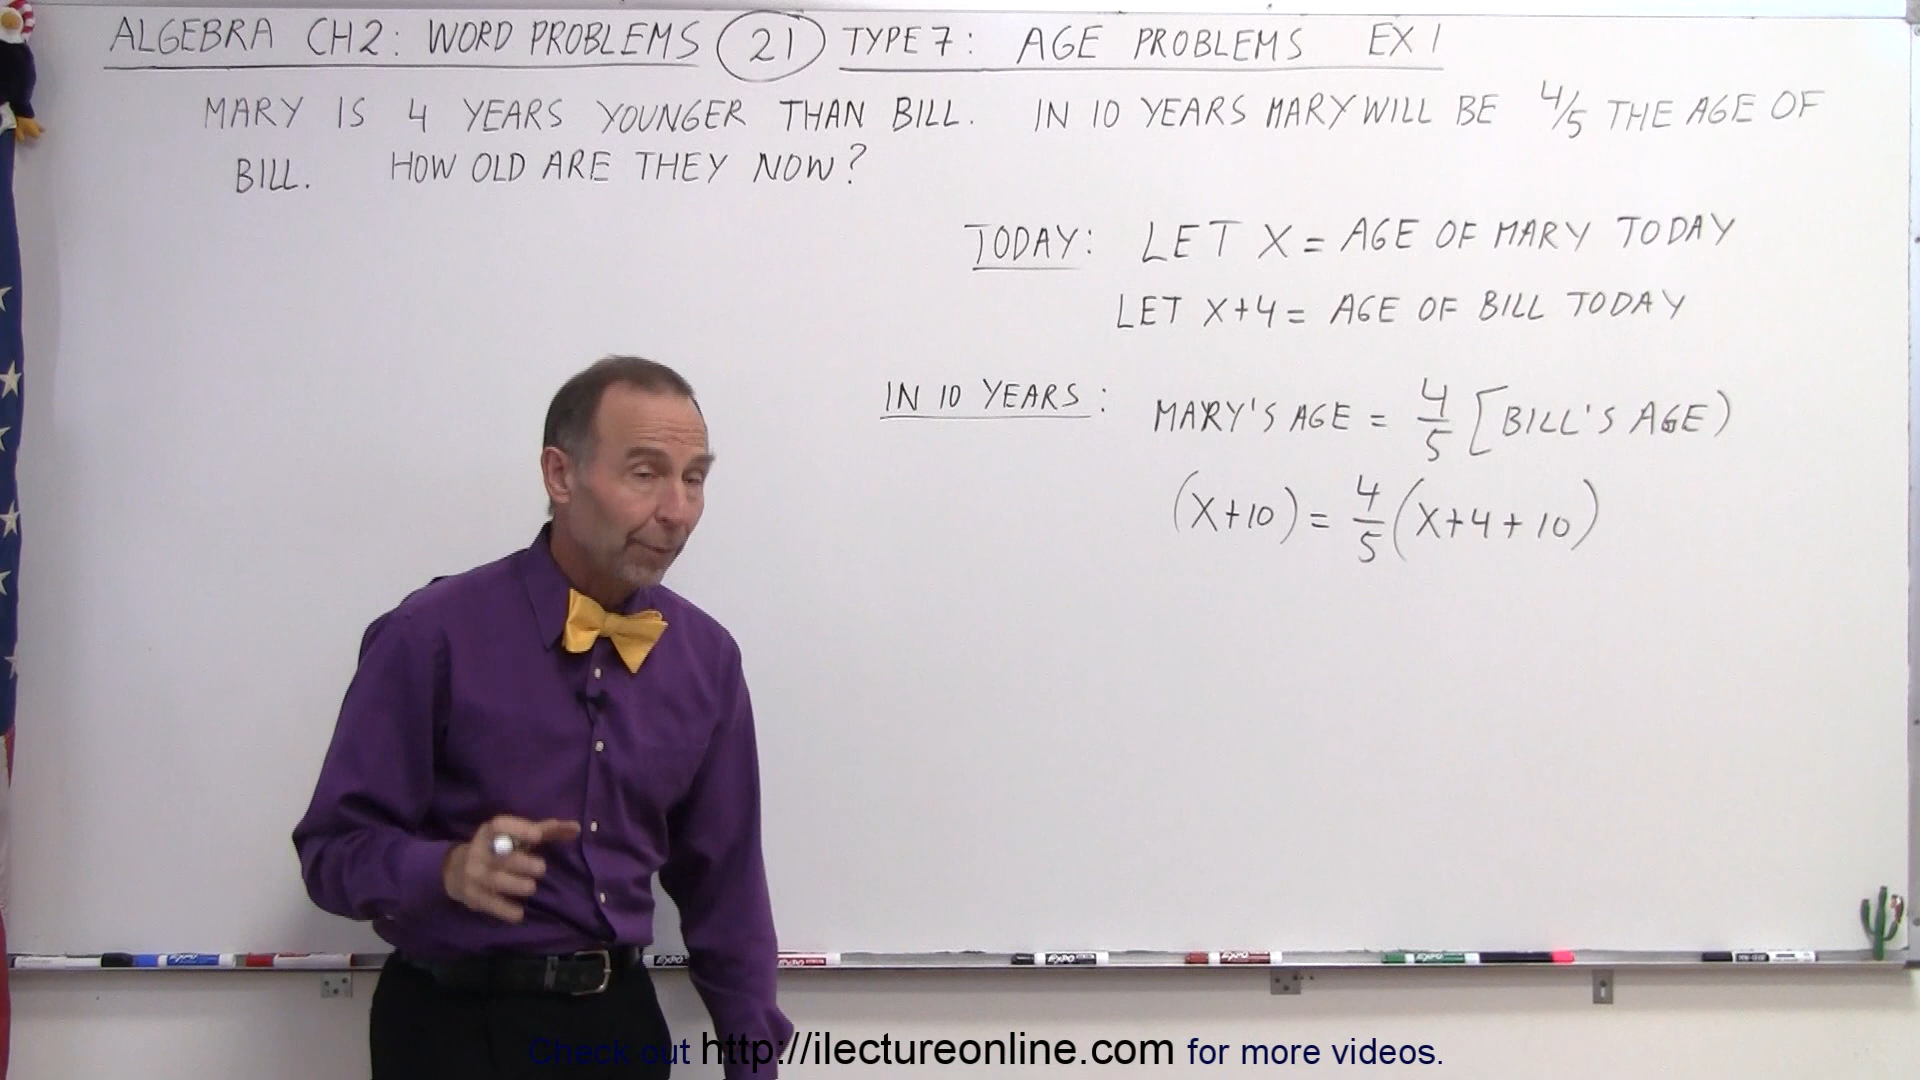 ALGEBRA CH2: WORD PROBLEMS 21 TYPE 7: AGE PROBLEMS EX 1
MARY IS 4 YEARS YOUNGER THAN BILL. IN 10 YEARS MARY WILL BE 4/5 THE AGE OF
BILL. HOW OLD ARE THEY NOW?
TODAY: LET X = AGE OF MARY TODAY
LET X+4 = AGE OF BILL TODAY
IN 10 YEARS: MARY'S AGE = 4/5 [BILL'S AGE)
(X+10) = 4/5 (X+4+10)
EXPO
EXPO
Check out http://ilectureonline.com for more videos.